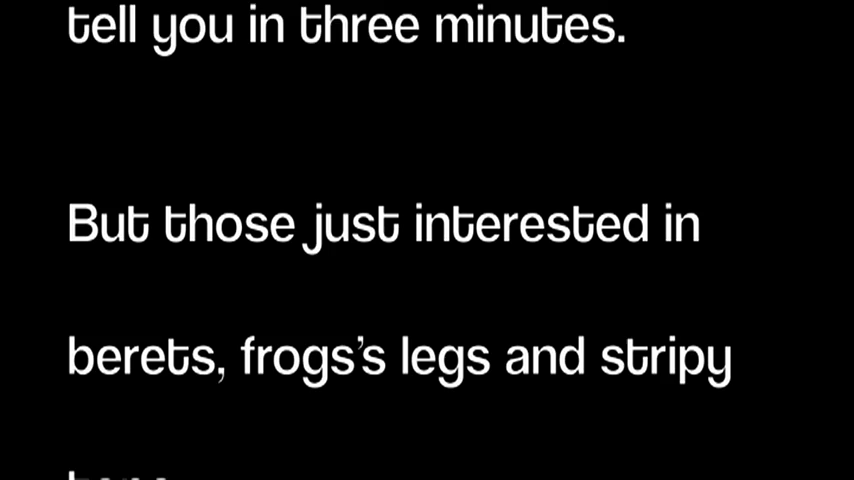 tell you in three minutes.
But those just interested in
berets, frogs's legs and stripy